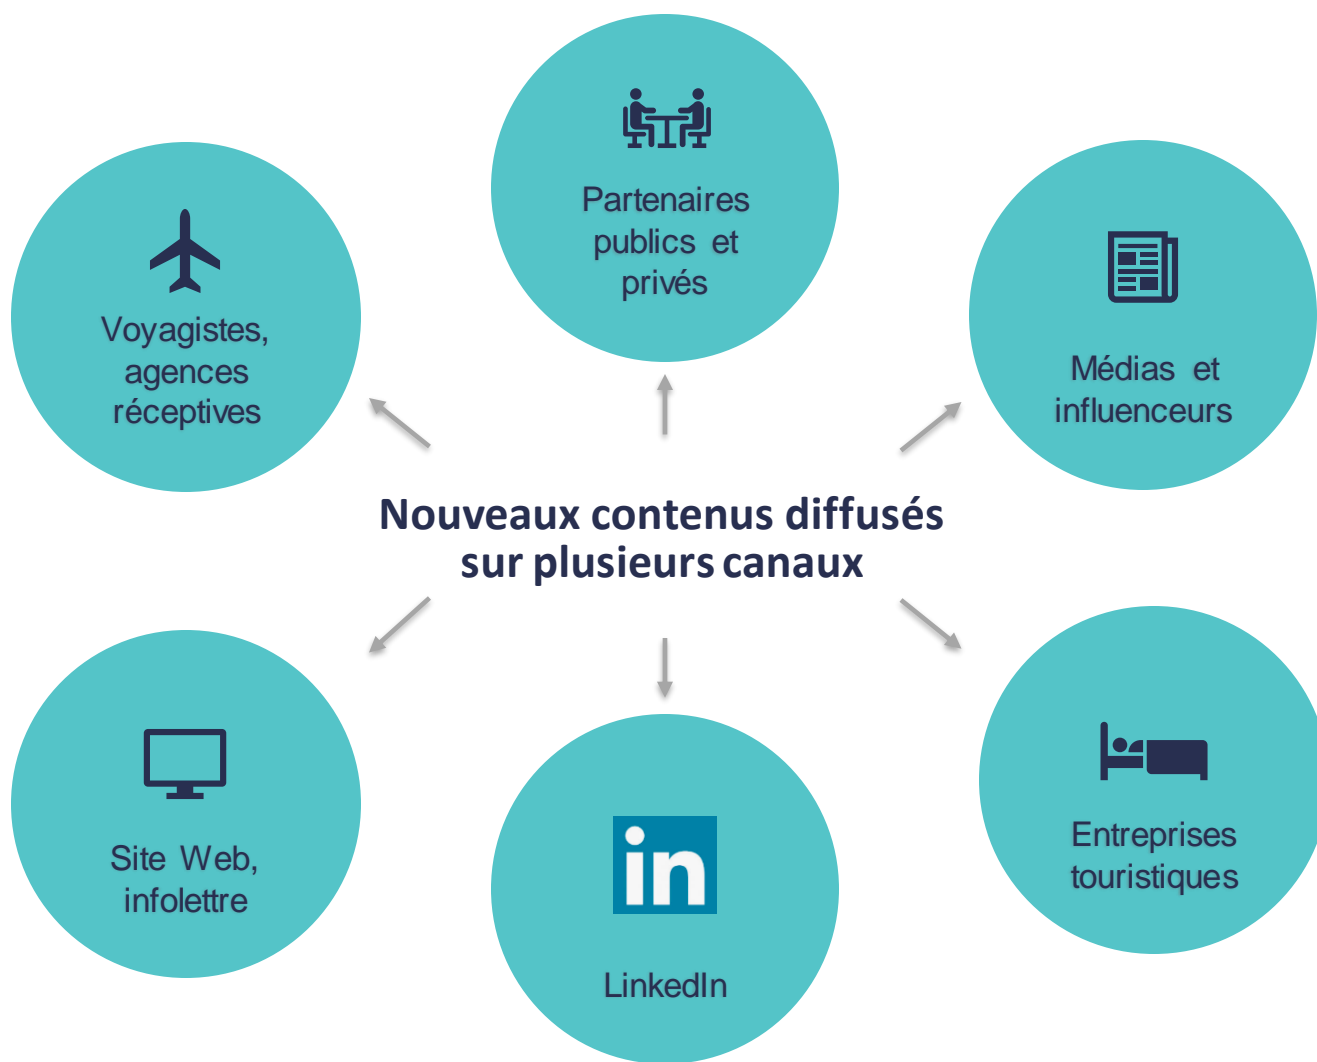 Partenaires
publics et
privés
Voyagistes,
agences
réceptives
Médias et
influenceurs
Nouveaux contenus diffusés
sur plusieurs canaux
Site Web,
infolettre
in
LinkedIn
Entreprises
touristiques